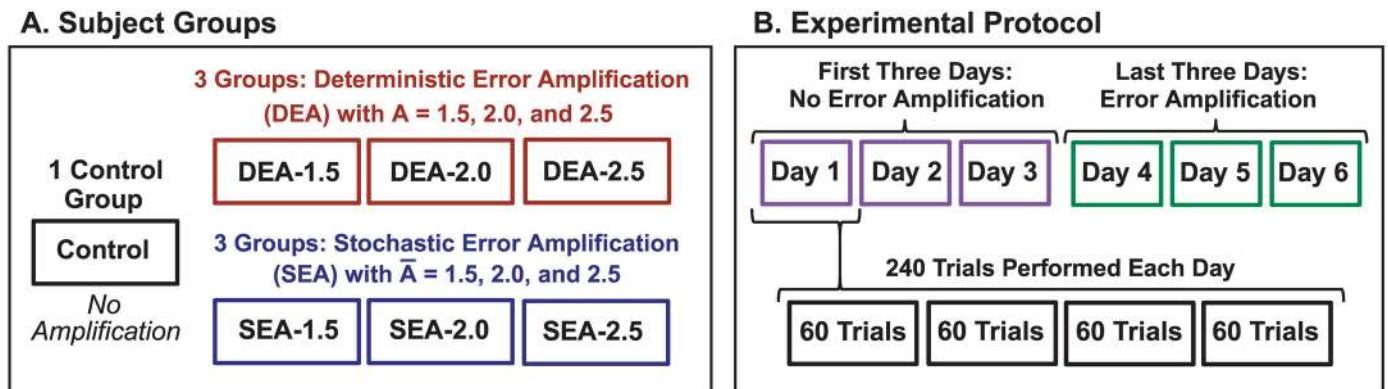 A. Subject Groups
3 Groups: Deterministic Error Amplification
(DEA) with A = 1.5, 2.0, and 2.5
1 Control
Group
DEA-1.5 DEA-2.0 DEA-2.5
Control
3 Groups: Stochastic Error Amplification
(SEA) with A̅ = 1.5, 2.0, and 2.5
No
Amplification
SEA-1.5 SEA-2.0 SEA-2.5
B. Experimental Protocol
First Three Days:
No Error Amplification
Last Three Days:
Error Amplification
Day 1 Day 2 Day 3 Day 4 Day 5 Day 6
240 Trials Performed Each Day
60 Trials 60 Trials 60 Trials 60 Trials